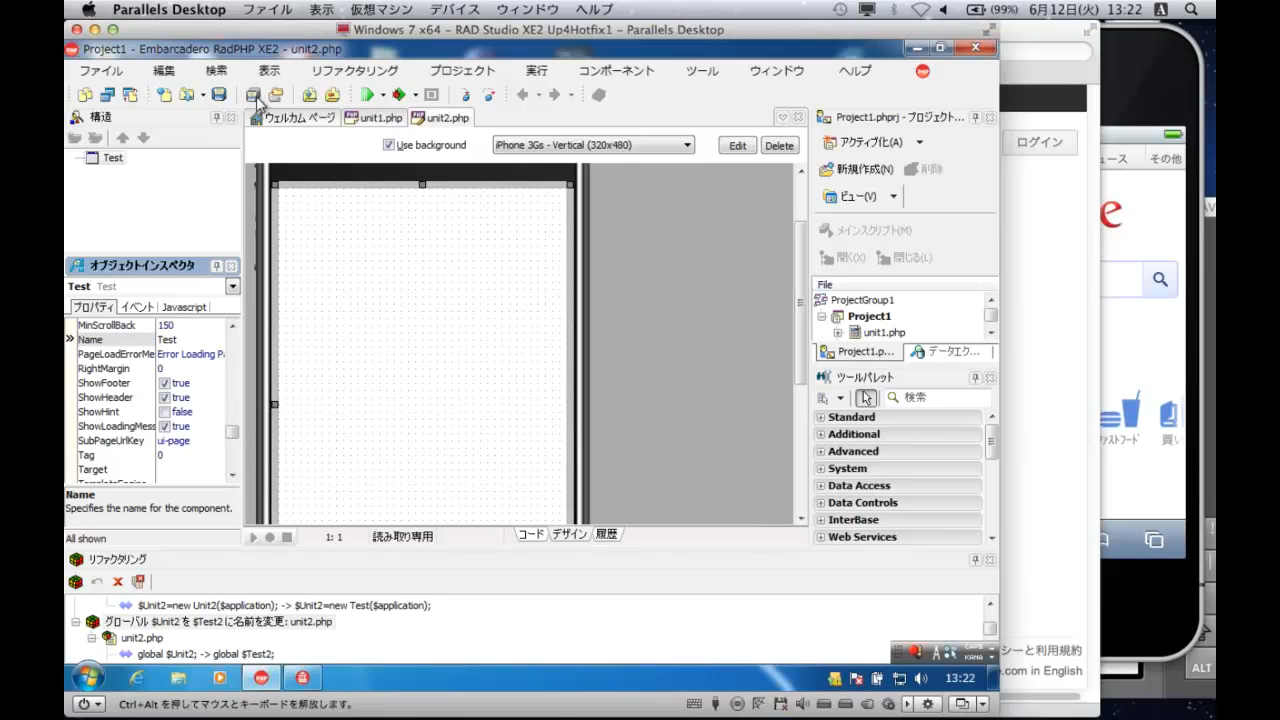 Parallels Desktop ファイル 表示 仮想マシン デバイス ウィンドウ ヘルプ (99%) 6月12日(火) 13:22 A
Windows 7 x64 – RAD Studio XE2 Up4Hotfix1 – Parallels Desktop
Project1 - Embarcadero RadPHP XE2 - unit2.php
ファイル 編集 検索 表示 リファクタリング プロジェクト 実行 コンポーネント ツール ウィンドウ ヘルプ
構造
ウェルカム ページ unit1.php unit2.php
Project1.phprj - プロジェクト...
Use background iPhone 3Gs - Vertical (320x480) Edit Delete
アクティブ化(A)
ログイン
Test
ュース その他
新規作成(N) 削除
ビュー(V)
メインスクリプト(M)
開く(X) 閉じる(L)
オブジェクトインスペクタ
Test Test
File
ProjectGroup1
プロパティ イベント Javascript
Project1
MinScrollBack 150
unit1.php
Name Test
PageLoadErrorMe Error Loading P
Project1.p... データエク...
RightMargin 0
ツールパレット
ShowFooter true
ShowHeader true
検索
ShowHint false
Standard
ShowLoadingMess true
Additional
SubPageUrlKey ui-page
Advanced
Tag 0
System
Target
Data Access
Name
Data Controls
Specifies the name for the component.
InterBase
All shown
1: 1 読み取り専用 コード デザイン 履歴
Web Services
リファクタリング
$Unit2=new Unit2($application); -> $Unit2=new Test($application);
グローバル $Unit2 を $Test2 に名前を変更: unit2.php
unit2.php
global $Unit2; -> global $Test2;
A
KANA
シーと利用規約
e.com in English
ALT
13:22
Ctrl+Alt を押してマウスとキーボードを解放します。